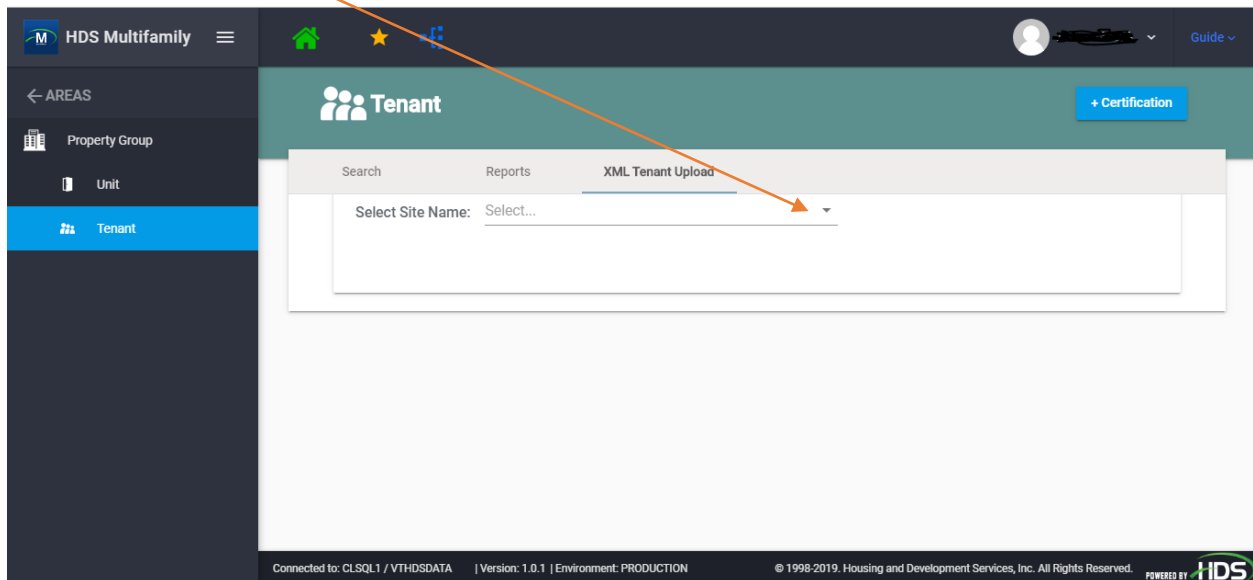 M HDS Multifamily
Guide
AREAS
Tenant
+ Certification
Property Group
Search Reports XML Tenant Upload
Unit
Select Site Name: Select...
Tenant
Connected to: CLSQL1 / VTHDSDATA | Version: 1.0.1 | Environment: PRODUCTION © 1998-2019. Housing and Development Services, Inc. All Rights Reserved. POWERED BY HDS